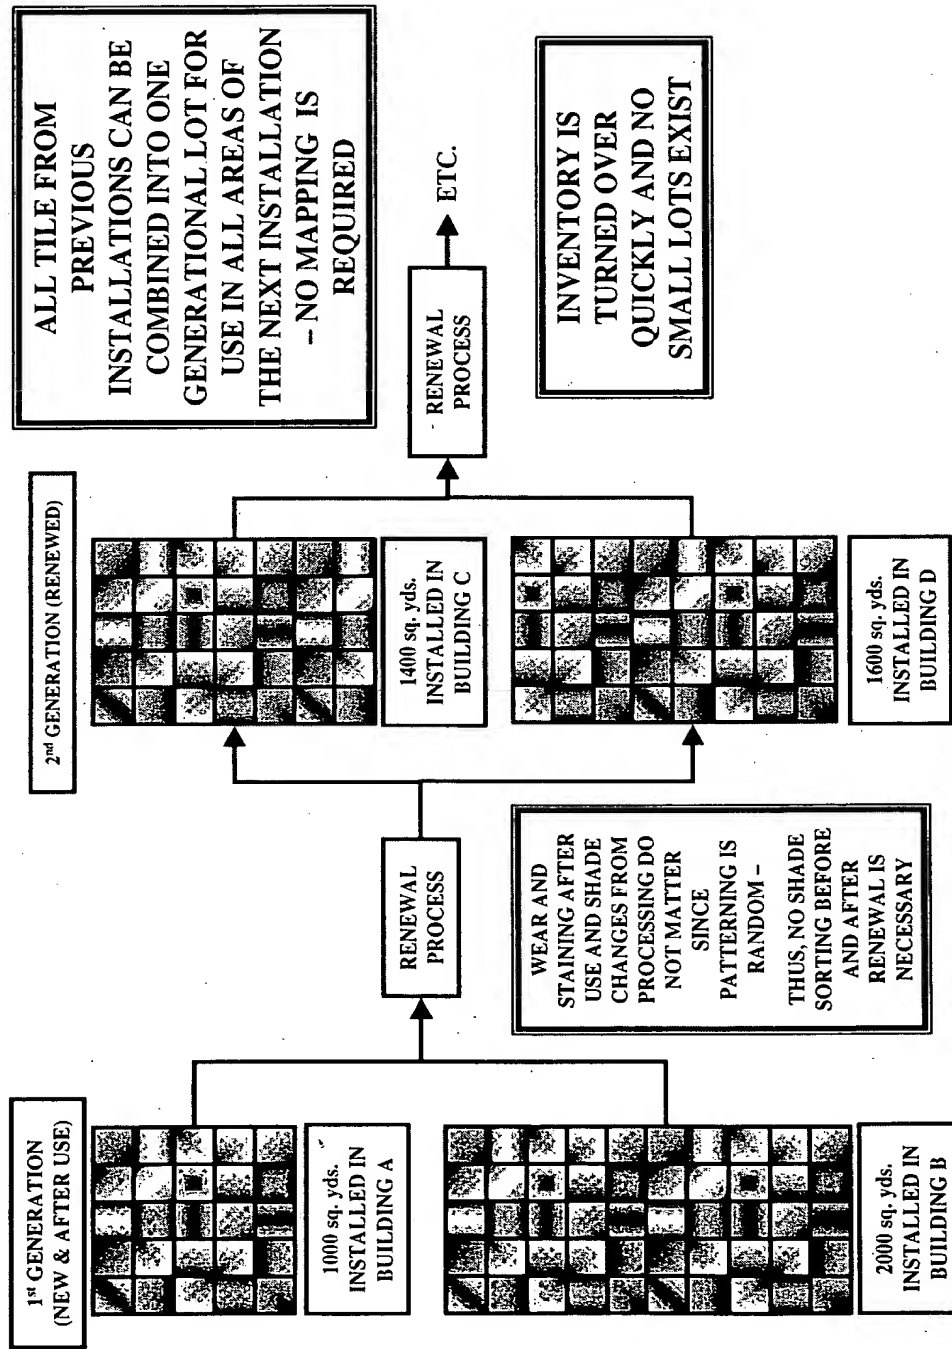 1st GENERATION
(NEW & AFTER USE)
1000 sq. yds.
INSTALLED IN
BUILDING A
2000 sq. yds.
INSTALLED IN
BUILDING B
RENEWAL
PROCESS
WEAR AND
STAINING AFTER
USE AND SHADE
CHANGES FROM
PROCESSING DO
NOT MATTER
SINCE
PATTERNING IS
RANDOM –
THUS, NO SHADE
SORTING BEFORE
AND AFTER
RENEWAL IS
NECESSARY
2nd GENERATION (RENEWED)
1400 sq. yds.
INSTALLED IN
BUILDING C
1600 sq. yds.
INSTALLED IN
BUILDING D
RENEWAL
PROCESS
ETC.
ALL TILE FROM
PREVIOUS
INSTALLATIONS CAN BE
COMBINED INTO ONE
GENERATIONAL LOT FOR
USE IN ALL AREAS OF
THE NEXT INSTALLATION
– NO MAPPING IS
REQUIRED
INVENTORY IS
TURNED OVER
QUICKLY AND NO
SMALL LOTS EXIST